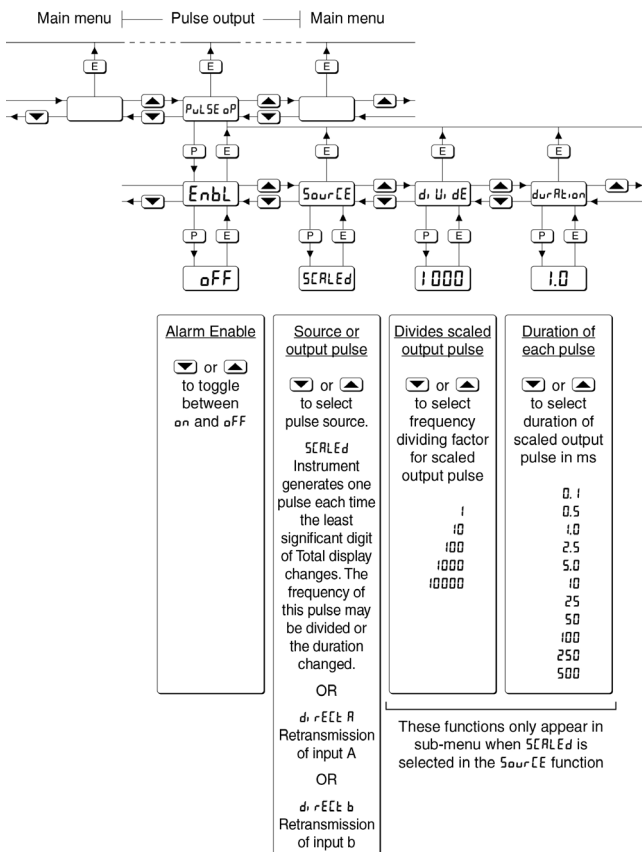 Main menu Pulse output Main menu
E E E
PuLSE oP
P E E E E
EnbL SourCE diUidE durAtion
P E P E P E P E
oFF SCALEd 1000 1.0
Alarm Enable
or
to toggle
between
on and oFF
Source or
output pulse
or
to select
pulse source.
SCALEd
Instrument
generates one
pulse each time
the least
significant digit
of Total display
changes. The
frequency of
this pulse may
be divided or
the duration
changed.
OR
dirECt A
Retransmission
of input A
OR
dirECt b
Retransmission
of input b
Divides scaled
output pulse
or
to select
frequency
dividing factor
for scaled
output pulse
1
10
100
1000
10000
Duration of
each pulse
or
to select
duration of
scaled output
pulse in ms
0.1
0.5
1.0
2.5
5.0
10
25
50
100
250
500
These functions only appear in
sub-menu when SCALEd is
selected in the SourCE function